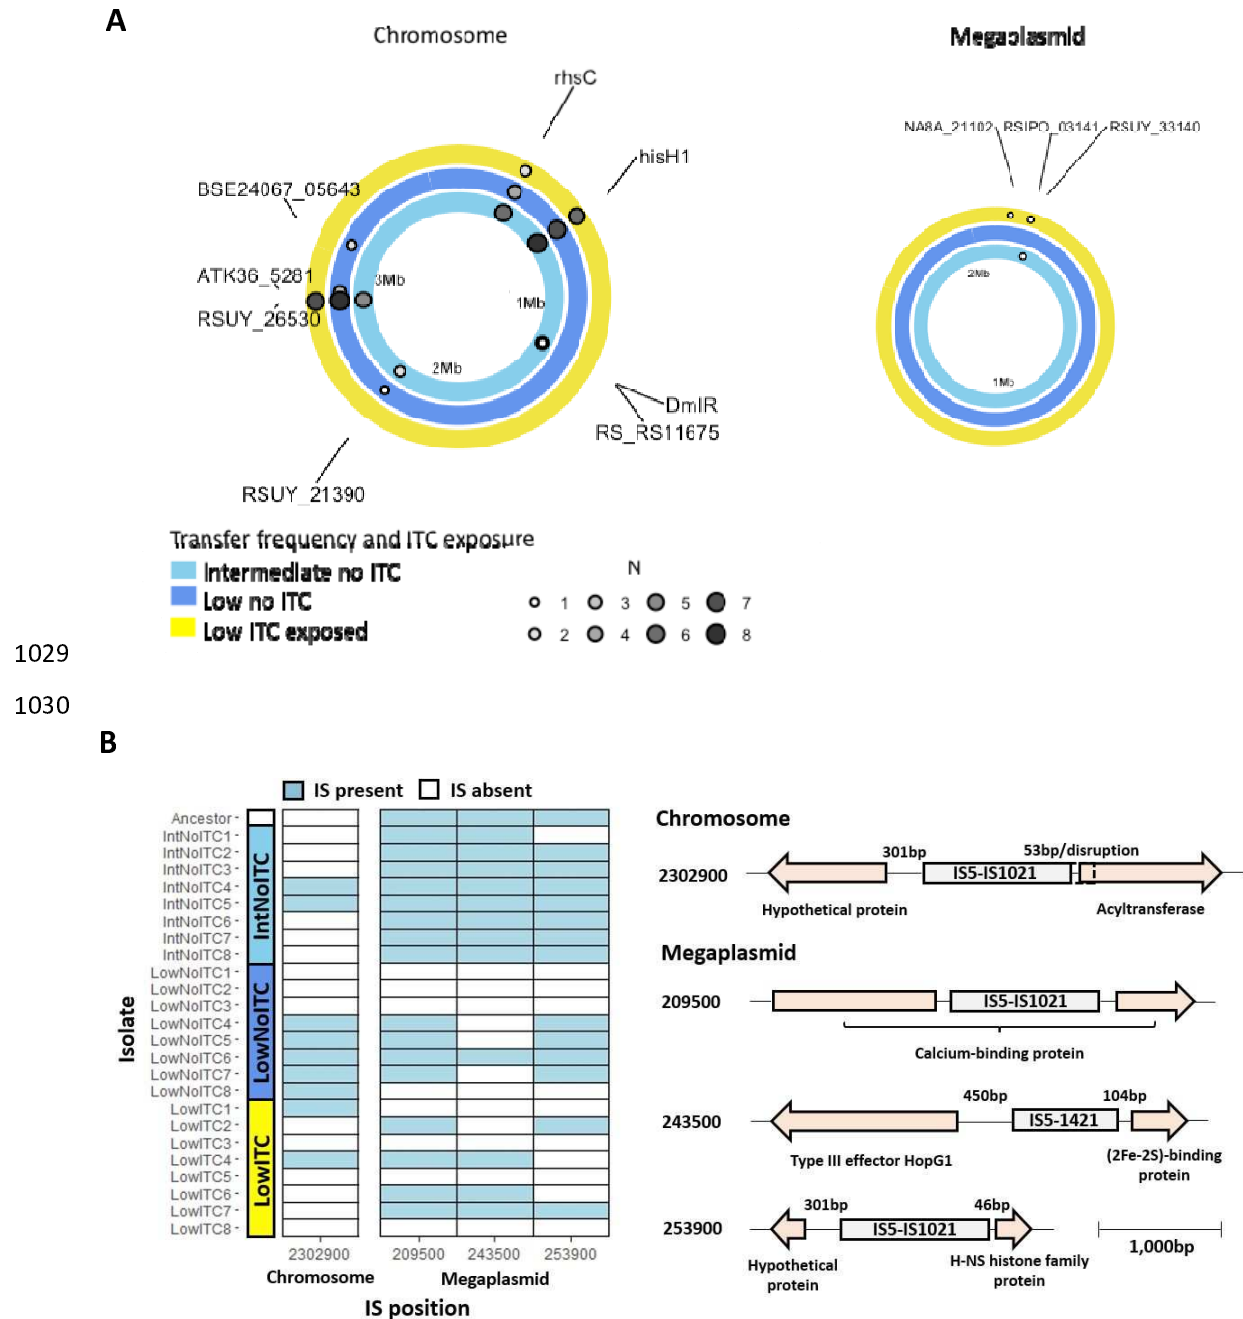 A
Chromosome
Megaplasmid
rhsC
hisH1
BSE24067_05643
ATK36_5281
RSUY_26530
3Mb
1Mb
2Mb
DmlR
RS_RS11675
RSUY_21390
NA8A_21102
RSIPO_03141
RSUY_33140
2Mb
1Mb
Transfer frequency and ITC exposure
Intermediate no ITC
Low no ITC
Low ITC exposed
N
1 3 5 7
2 4 6 8
1029
1030
B
IS present
IS absent
Isolate
Ancestor
IntNoITC1
IntNoITC2
IntNoITC3
IntNoITC4
IntNoITC5
IntNoITC6
IntNoITC7
IntNoITC8
LowNoITC1
LowNoITC2
LowNoITC3
LowNoITC4
LowNoITC5
LowNoITC6
LowNoITC7
LowNoITC8
LowITC1
LowITC2
LowITC3
LowITC4
LowITC5
LowITC6
LowITC7
LowITC8
IntNoITC
LowNoITC
LowITC
2302900 209500 243500 253900
Chromosome Megaplasmid
IS position
Chromosome
2302900
301bp
53bp/disruption
IS5-IS1021
Hypothetical protein
Acyltransferase
Megaplasmid
209500
IS5-IS1021
Calcium-binding protein
243500
450bp
104bp
IS5-1421
Type III effector HopG1
(2Fe-2S)-binding
protein
253900
301bp
46bp
IS5-IS1021
Hypothetical
protein
H-NS histone family
protein
1,000bp